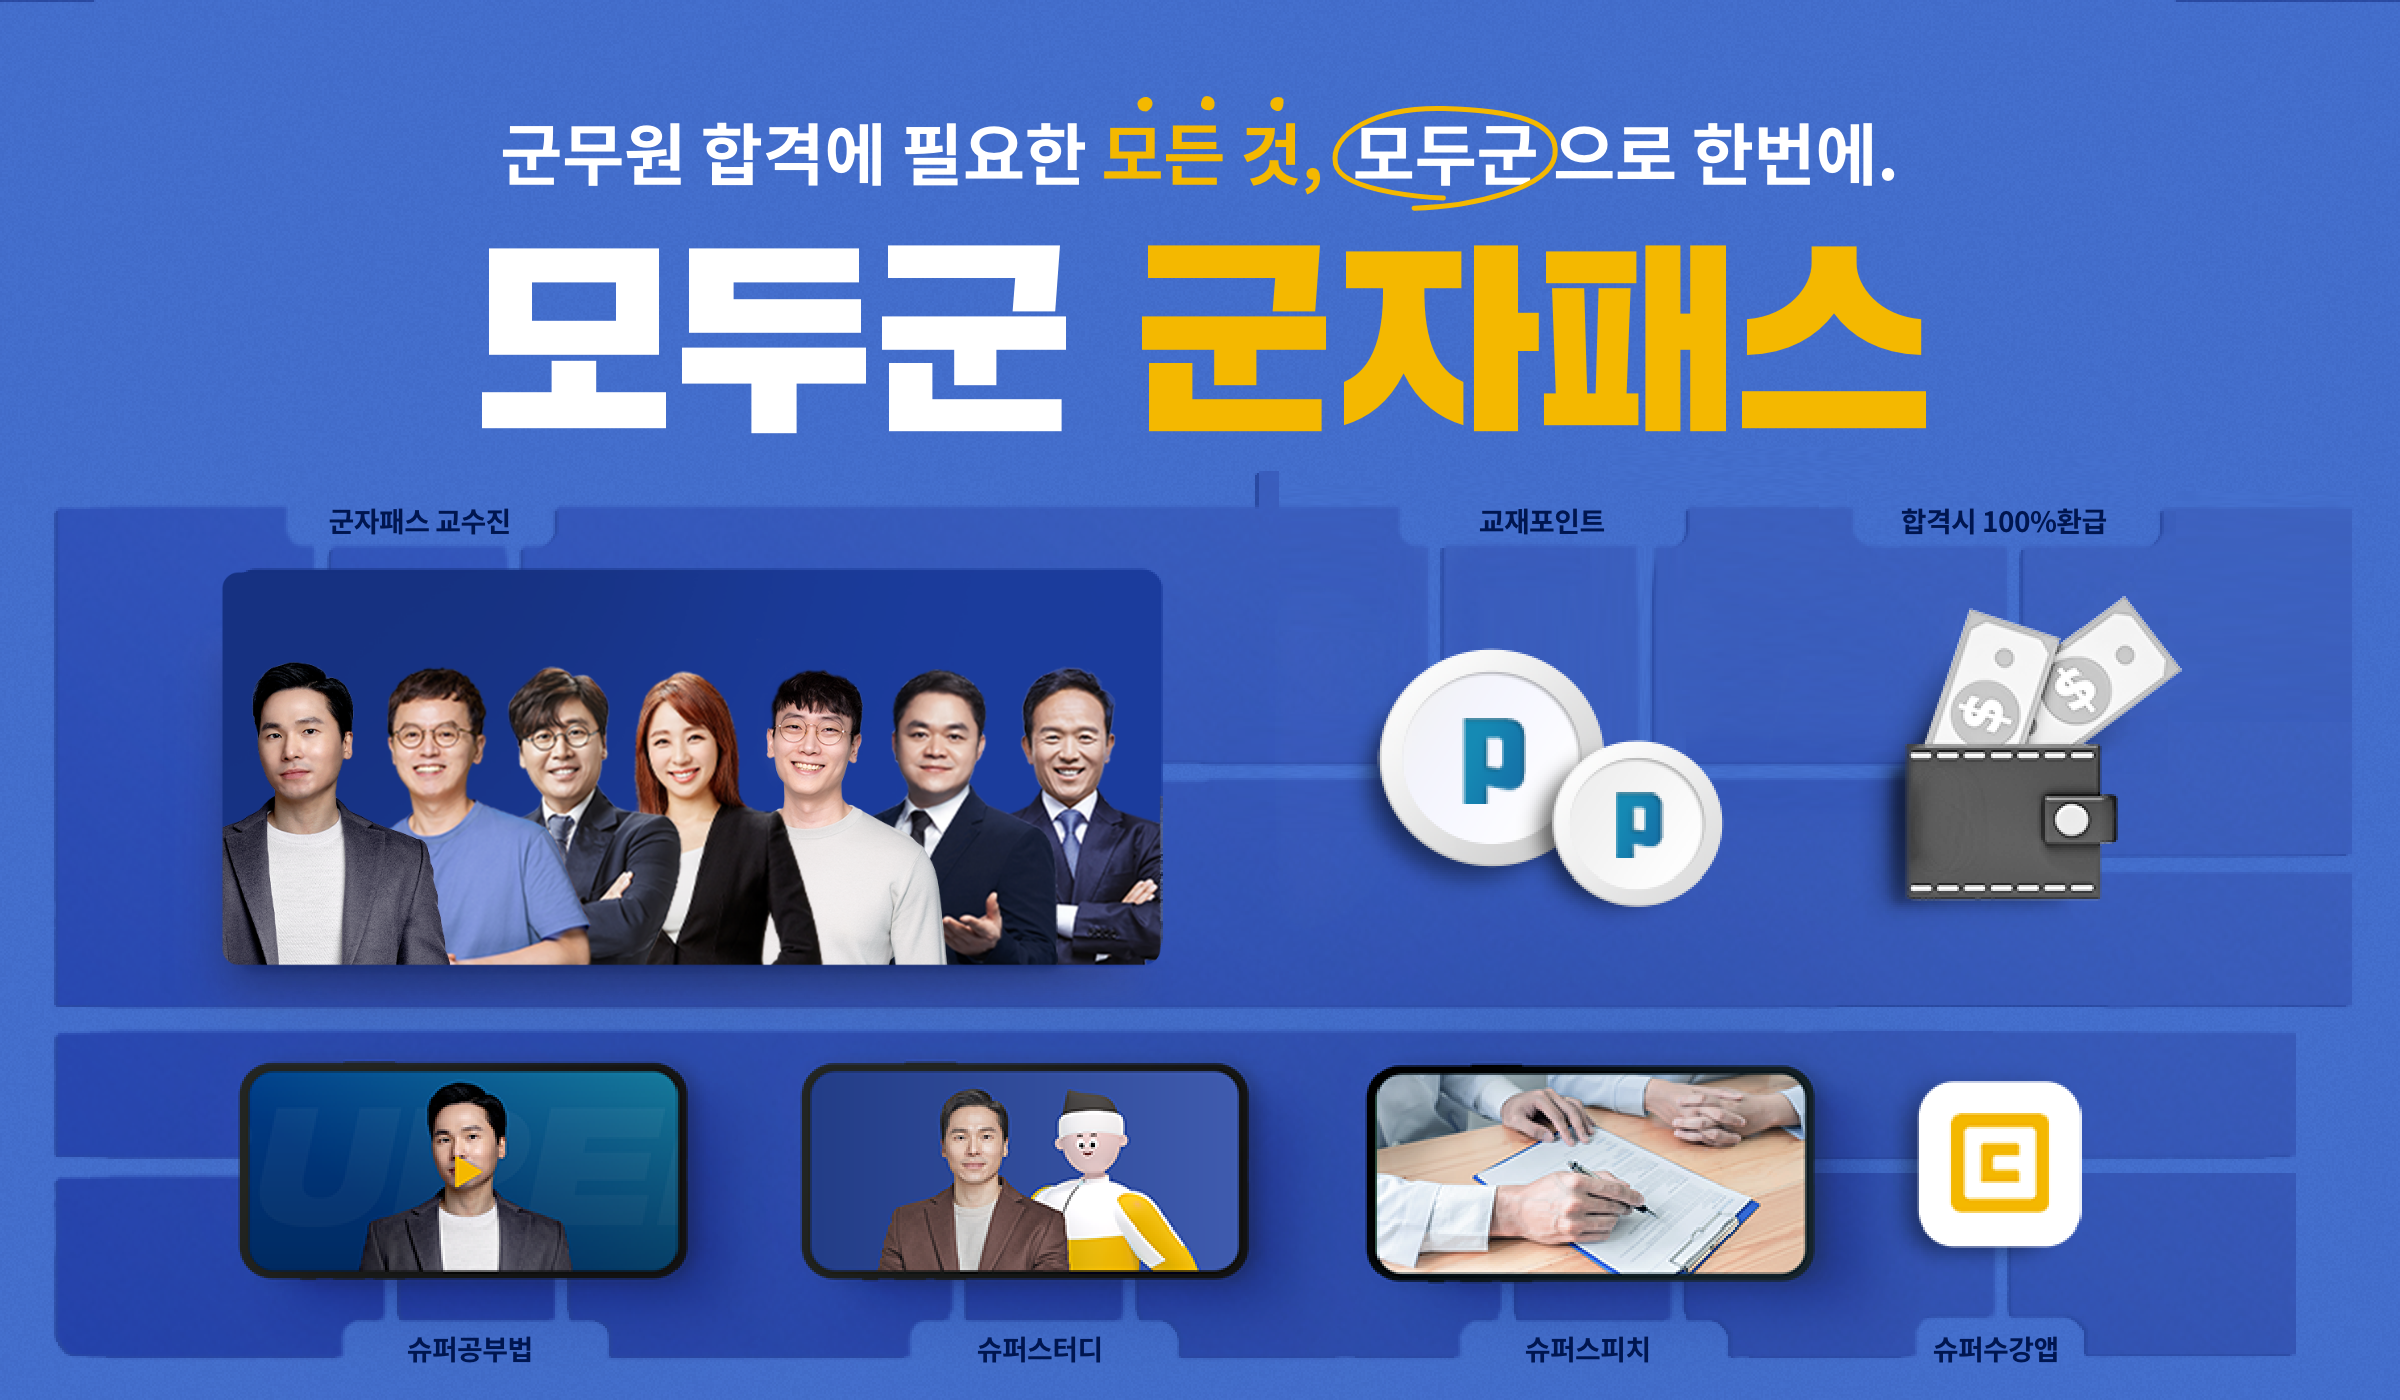 군무원 합격에 필요한 모든 것, 모두군으로 한번에.
모두군 군자패스
군자패스 교수진
교재포인트
합격시 100%환급
P
P
UPE
슈퍼공부법
슈퍼스터디
슈퍼스피치
슈퍼수강앱